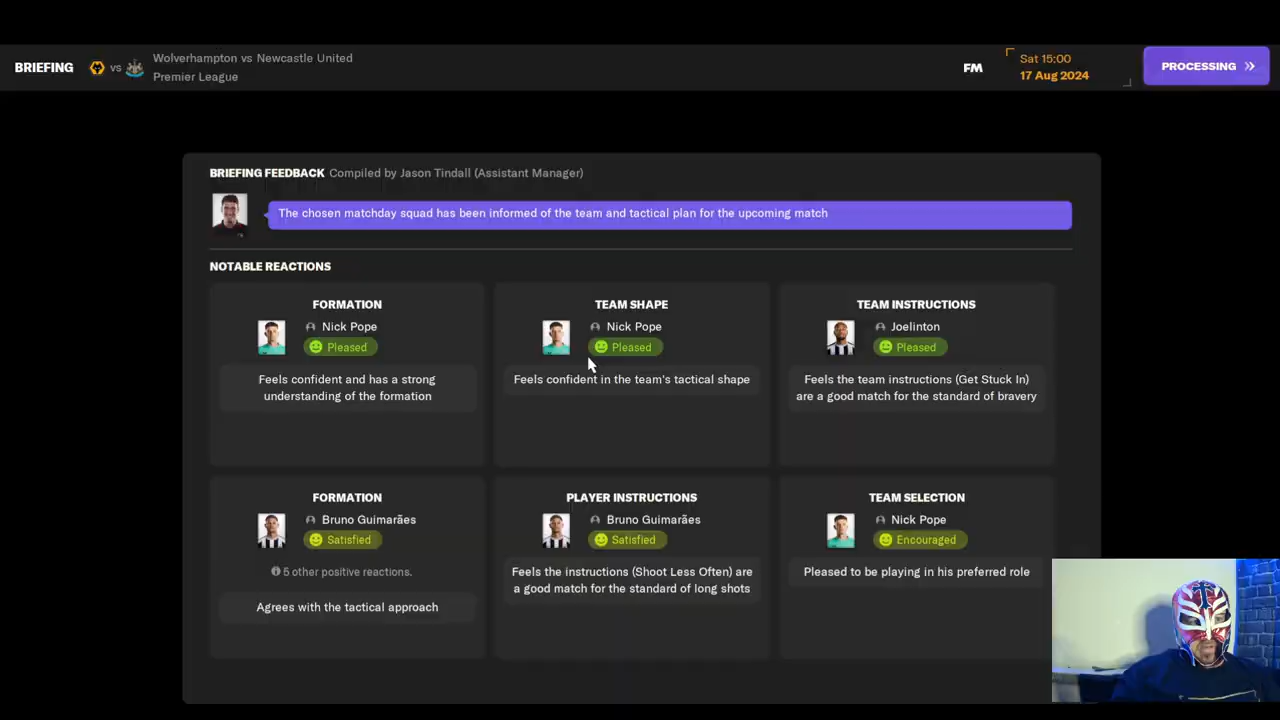 BRIEFING
vs
Wolverhampton vs Newcastle United
Premier League
FM
Sat 15:00
17 Aug 2024
PROCESSING
BRIEFING FEEDBACK Compiled by Jason Tindall (Assistant Manager)
The chosen matchday squad has been informed of the team and tactical plan for the upcoming match
NOTABLE REACTIONS
FORMATION
Nick Pope
Pleased
Feels confident and has a strong
understanding of the formation
TEAM SHAPE
Nick Pope
Pleased
Feels confident in the team's tactical shape
TEAM INSTRUCTIONS
Joelinton
Pleased
Feels the team instructions (Get Stuck In)
are a good match for the standard of bravery
FORMATION
Bruno Guimarães
Satisfied
5 other positive reactions.
Agrees with the tactical approach
PLAYER INSTRUCTIONS
Bruno Guimarães
Satisfied
Feels the instructions (Shoot Less Often) are
a good match for the standard of long shots
TEAM SELECTION
Nick Pope
Encouraged
Pleased to be playing in his preferred role